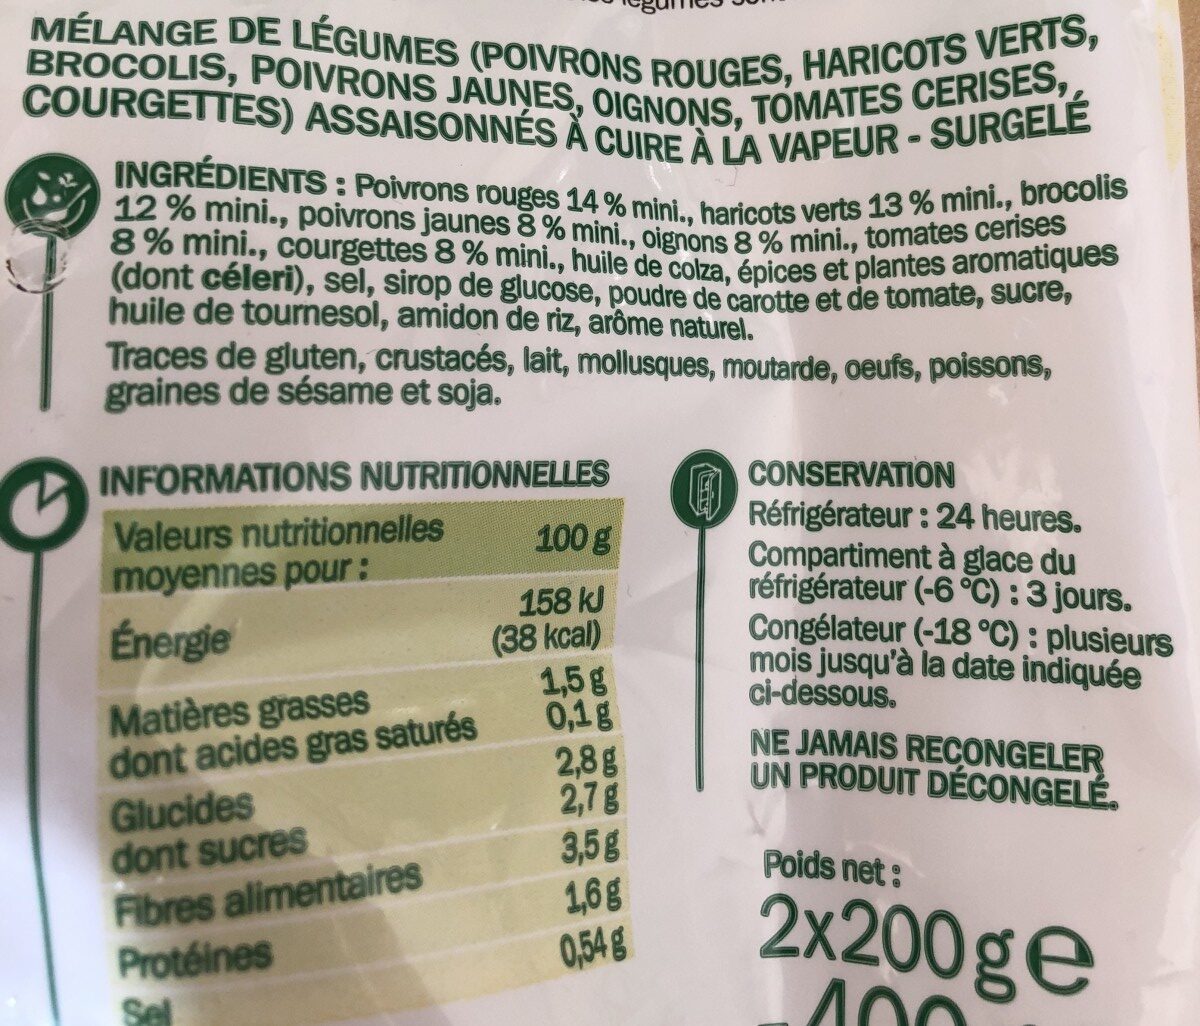 MÉLANGE DE LÉGUMES (POIVRONS ROUGES, HARICOTS VERTS,
BROCOLIS, POIVRONS JAUNES, OIGNONS, TOMATES CERISES,
COURGETTES) ASSAISONNÉS À CUIRE À LA VAPEUR - SURGELÉ
INGRÉDIENTS : Poivrons rouges 14 % mini., haricots verts 13 % mini., brocolis
12 % mini., poivrons jaunes 8 % mini., oignons 8 % mini., tomates cerises
8 % mini., courgettes 8 % mini., huile de colza, épices et plantes aromatiques
(dont céleri), sel, sirop de glucose, poudre de carotte et de tomate, sucre,
huile de tournesol, amidon de riz, arôme naturel.
Traces de gluten, crustacés, lait, mollusques, moutarde, oeufs, poissons,
graines de sésame et soja.
INFORMATIONS NUTRITIONNELLES
Valeurs nutritionnelles moyennes pour : 100 g
Énergie 158 kJ
(38 kcal)
Matières grasses 1,5 g
dont acides gras saturés 0,1 g
Glucides 2,8 g
dont sucres 2,7 g
Fibres alimentaires 3,5 g
Protéines 1,6 g
Sel 0,54 g
CONSERVATION
Réfrigérateur : 24 heures.
Compartiment à glace du
réfrigérateur (-6 °C) : 3 jours.
Congélateur (-18 °C) : plusieurs
mois jusqu'à la date indiquée
ci-dessous.
NE JAMAIS RECONGELER
UN PRODUIT DÉCONGELÉ.
Poids net :
2x200g e
400